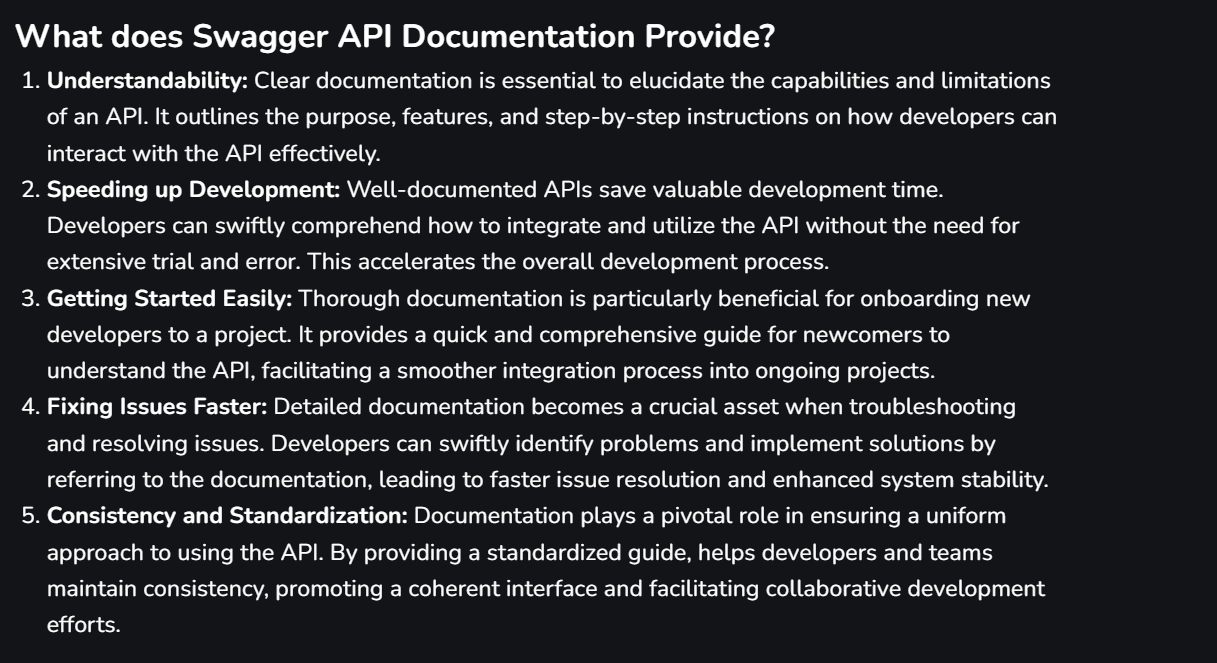 What does Swagger API Documentation Provide?
1. Understandability: Clear documentation is essential to elucidate the capabilities and limitations
of an API. It outlines the purpose, features, and step-by-step instructions on how developers can
interact with the API effectively.
2. Speeding up Development: Well-documented APIs save valuable development time.
Developers can swiftly comprehend how to integrate and utilize the API without the need for
extensive trial and error. This accelerates the overall development process.
3. Getting Started Easily: Thorough documentation is particularly beneficial for onboarding new
developers to a project. It provides a quick and comprehensive guide for newcomers to
understand the API, facilitating a smoother integration process into ongoing projects.
4. Fixing Issues Faster: Detailed documentation becomes a crucial asset when troubleshooting
and resolving issues. Developers can swiftly identify problems and implement solutions by
referring to the documentation, leading to faster issue resolution and enhanced system stability.
5. Consistency and Standardization: Documentation plays a pivotal role in ensuring a uniform
approach to using the API. By providing a standardized guide, helps developers and teams
maintain consistency, promoting a coherent interface and facilitating collaborative development
efforts.